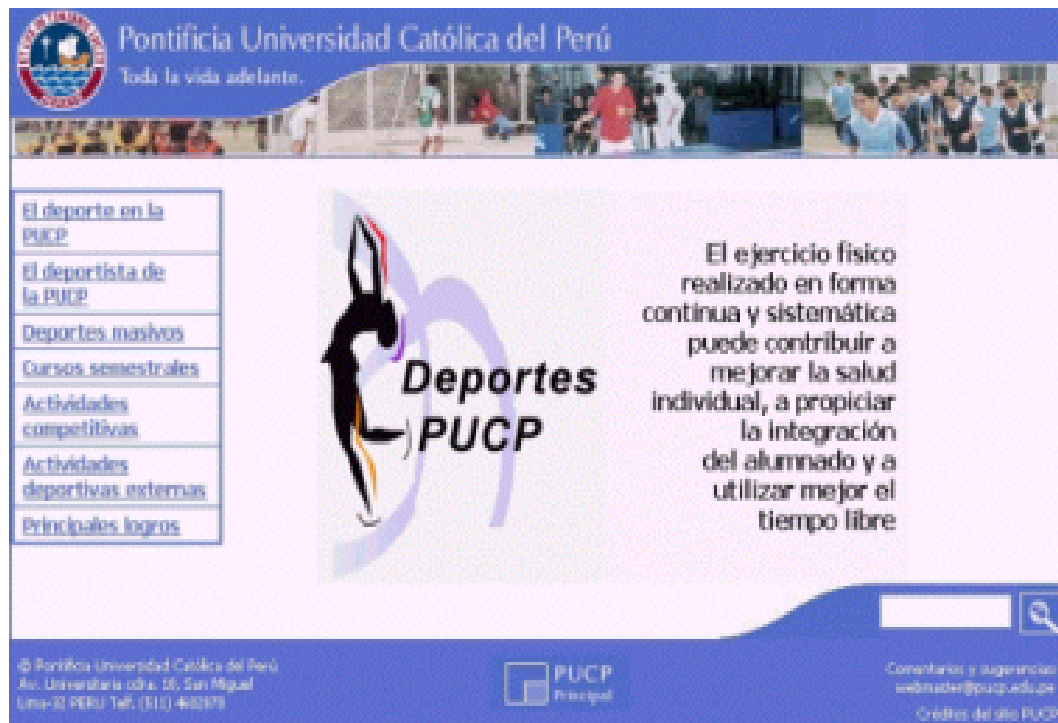 Pontificia Universidad Católica del Perú
Toda la vida adelante.
El deporte en la
PUCP
El deportista de
la PUCP
Deportes masivos
Cursos semestrales
Actividades
competitivas
Actividades
deportivas externas
Principales logros
Deportes
PUCP
El ejercicio físico
realizado en forma
continua y sistemática
puede contribuir a
mejorar la salud
individual, a propiciar
la integración
del alumnado y a
utilizar mejor el
tiempo libre
© Pontificia Universidad Católica del Perú
Av. Universitaria cdra. 18, San Miguel
Lima-32 PERU Telf. (511)
PUCP
Principal
Comentarios y sugerencias
webmaster@pucp.edu.pe
Créditos del sitio PUCP